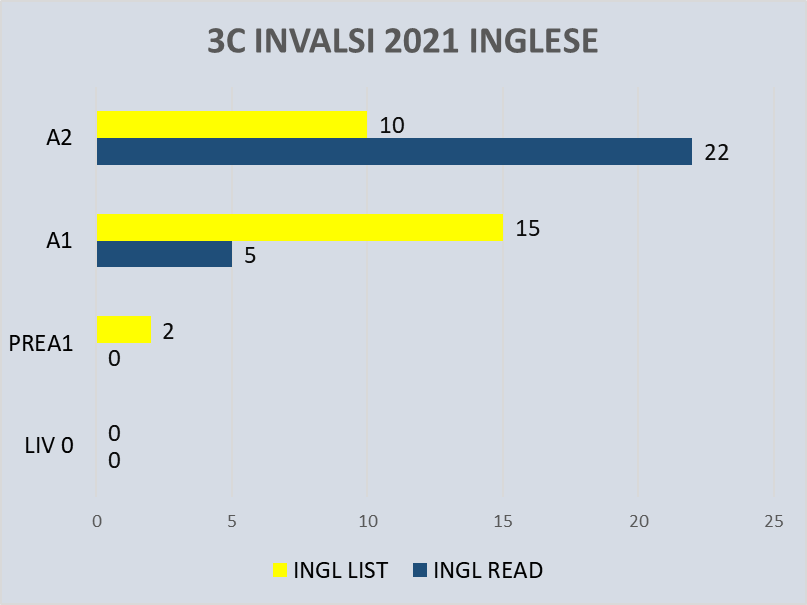 3C INVALSI 2021 INGLESE
A2
10
22
A1
15
5
PREA1
2
0
LIV 0
0
0
0 5 10 15 20 25
INGL LIST INGL READ